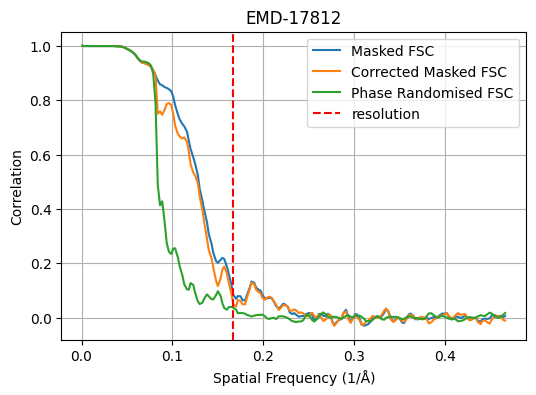 EMD-17812
Masked FSC
Corrected Masked FSC
Phase Randomised FSC
resolution
Correlation
1.0
0.8
0.6
0.4
0.2
0.0
0.0 0.1 0.2 0.3 0.4
Spatial Frequency (1/Å)